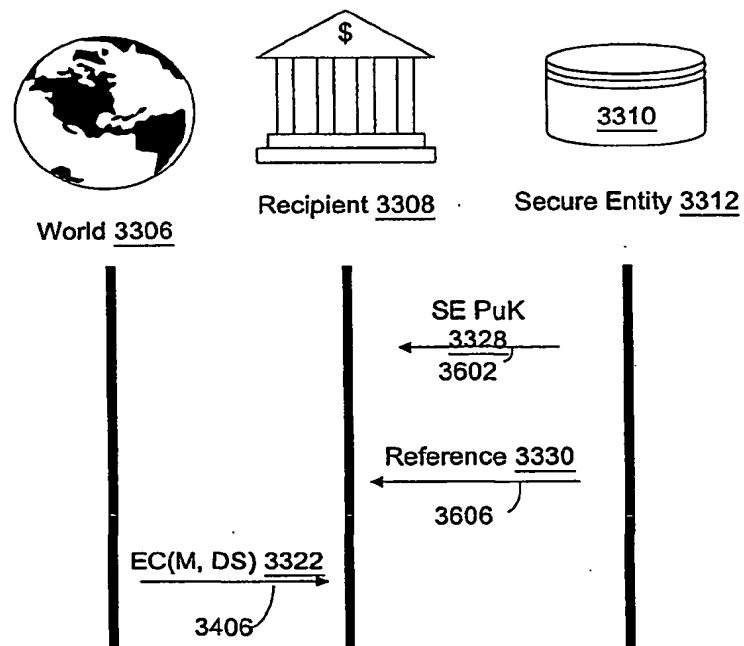 $
3310
World 3306
Recipient 3308
Secure Entity 3312
SE PuK
3328
3602
Reference 3330
3606
EC(M, DS) 3322
3406